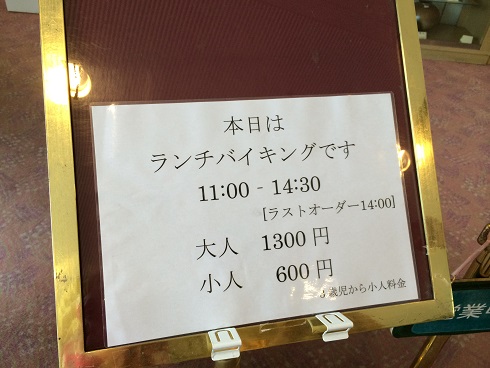 本日は
ランチバイキングです
11:00 - 14:30
[ラストオーダー14:00]
大人 1300 円
小人 600 円
歳児から小人料金
営業